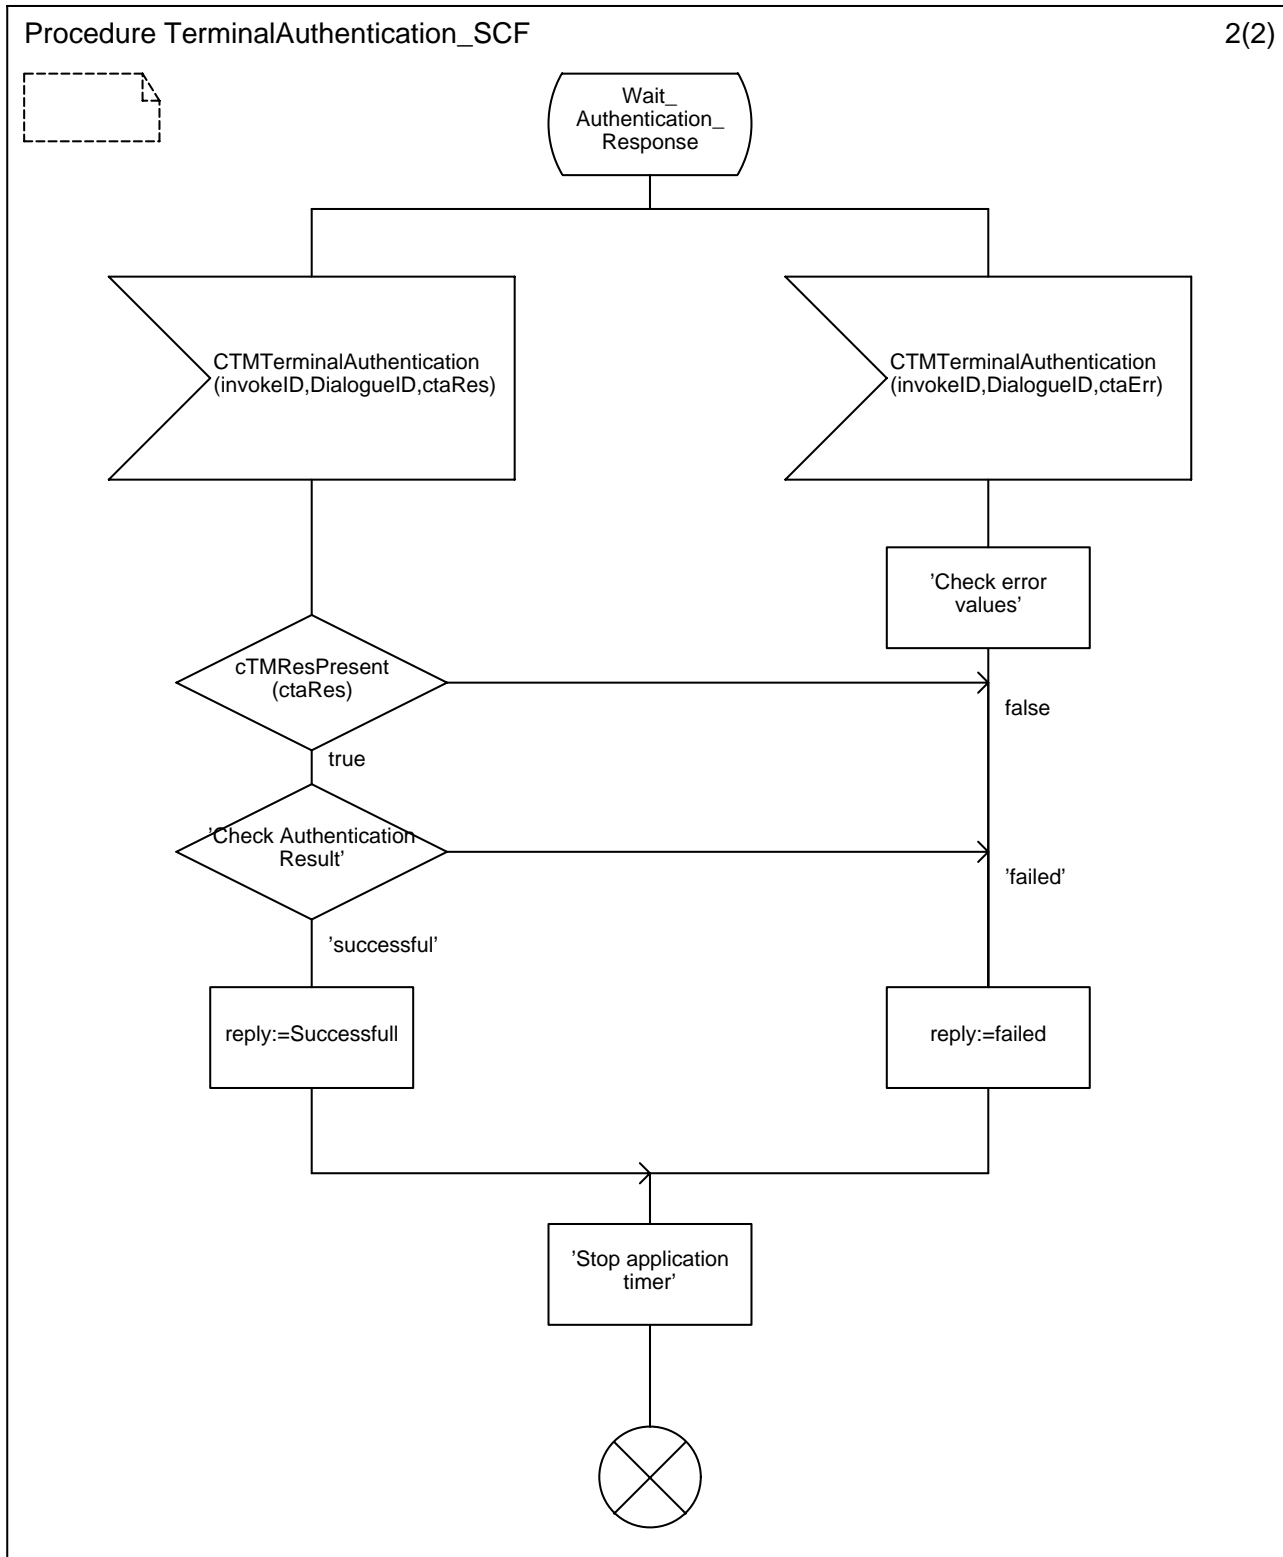 Procedure TerminalAuthentication_SCF
2(2)
Wait_
Authentication_
Response
CTMTerminalAuthentication
(invokeID,DialogueID,ctaRes)
CTMTerminalAuthentication
(invokeID,DialogueID,ctaErr)
’Check error
values’
cTMResPresent
(ctaRes)
false
true
’Check Authentication
Result’
’failed’
’successful’
reply:=Successfull
reply:=failed
’Stop application
timer’